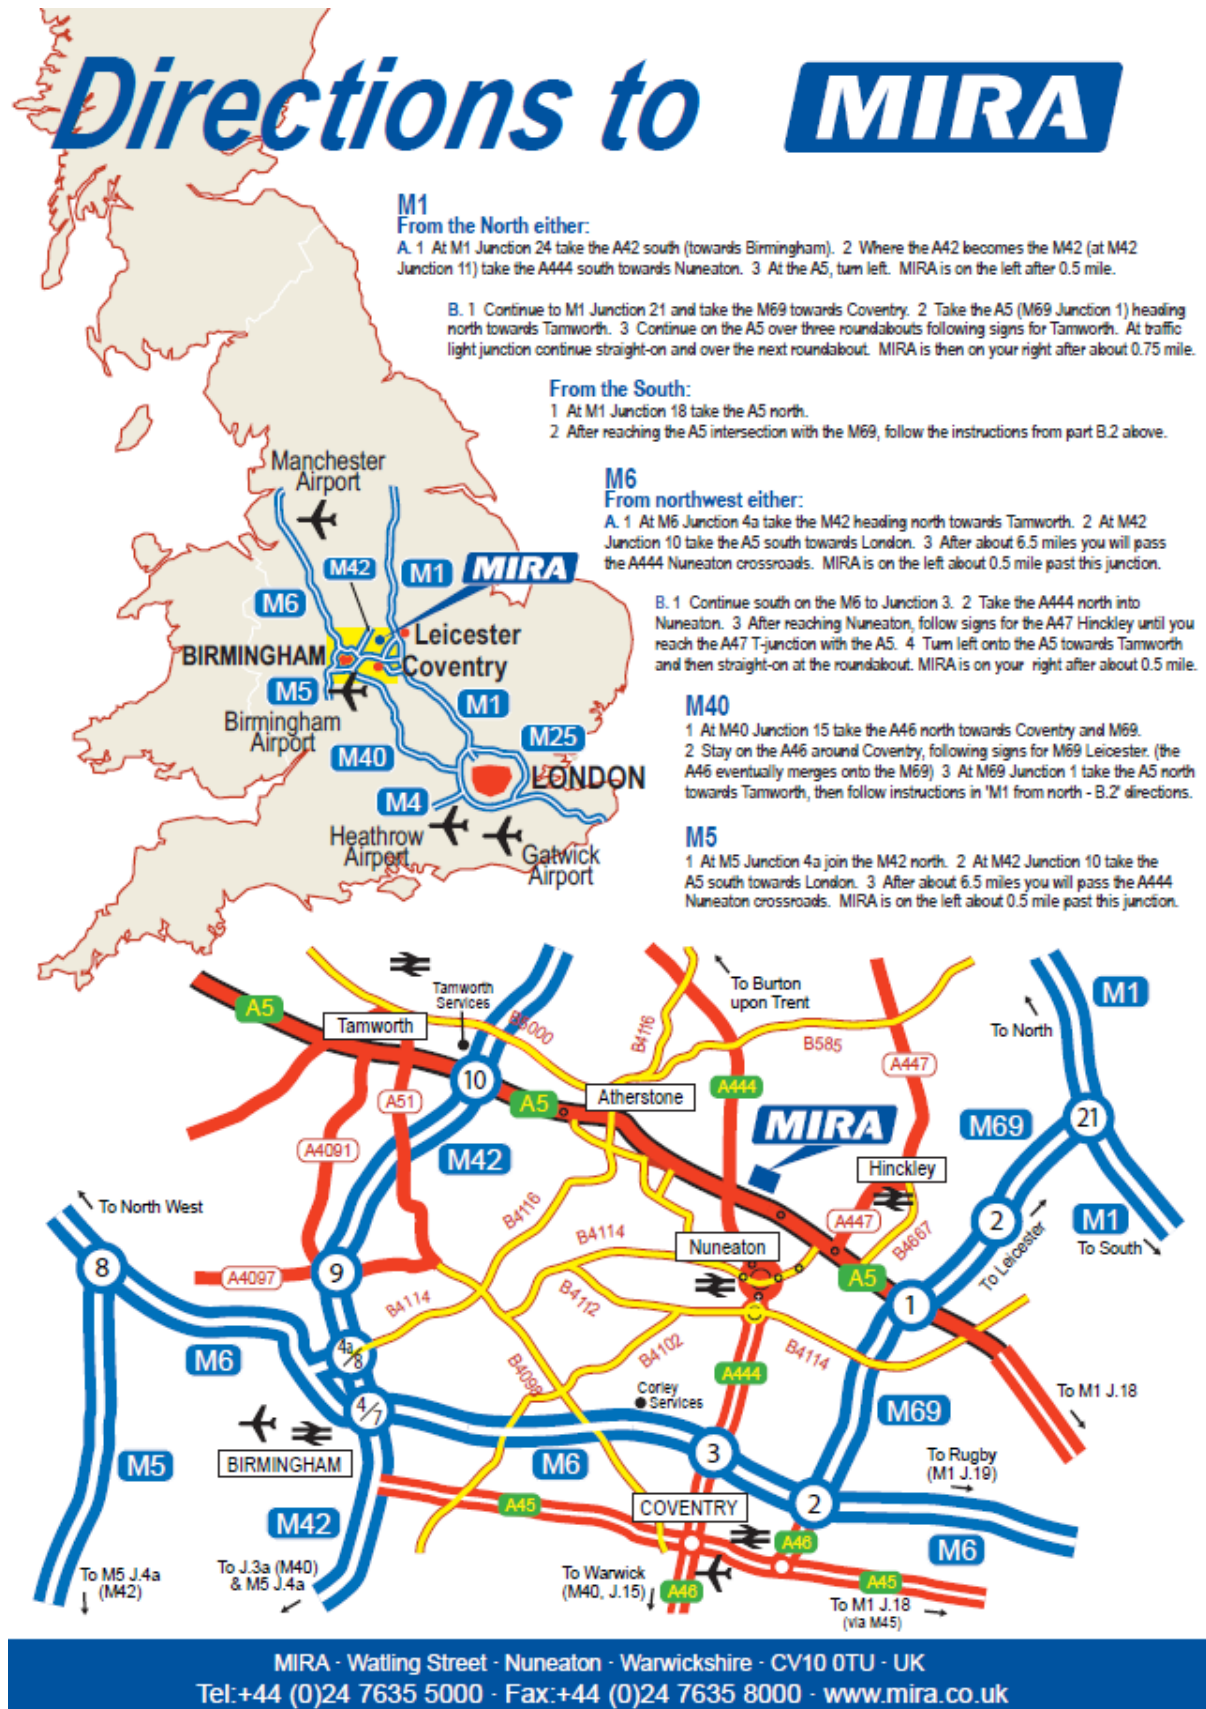 Directions to MIRA
M1
From the North either:
A. 1 At M1 Junction 24 take the A42 south (towards Birmingham). 2 Where the A42 becomes the M42 (at M42
Junction 11) take the A444 south towards Nuneaton. 3 At the A5, turn left. MIRA is on the left after 0.5 mile.
B. 1 Continue to M1 Junction 21 and take the M69 towards Coventry. 2 Take the A5 (M69 Junction 1) heading
north towards Tamworth. 3 Continue on the A5 over three roundabouts following signs for Tamworth. At traffic
light junction continue straight-on and over the next roundabout. MIRA is then on your right after about 0.75 mile.
From the South:
1 At M1 Junction 18 take the A5 north.
2 After reaching the A5 intersection with the M69, follow the instructions from part B.2 above.
M6
From northwest either:
A. 1 At M6 Junction 4a take the M42 heading north towards Tamworth. 2 At M42
Junction 10 take the A5 south towards London. 3 After about 6.5 miles you will pass
the A444 Nuneaton crossroads. MIRA is on the left about 0.5 mile past this junction.
B. 1 Continue south on the M6 to Junction 3. 2 Take the A444 north into
Nuneaton. 3 After reaching Nuneaton, follow signs for the A47 Hinckley until you
reach the A47 T-junction with the A5. 4 Turn left onto the A5 towards Tamworth
and then straight-on at the roundabout. MIRA is on your right after about 0.5 mile.
M40
1 At M40 Junction 15 take the A46 north towards Coventry and M69.
2 Stay on the A46 around Coventry, following signs for M69 Leicester. (the
A46 eventually merges onto the M69) 3 At M69 Junction 1 take the A5 north
towards Tamworth, then follow instructions in 'M1 from north - B.2' directions.
M5
1 At M5 Junction 4a join the M42 north. 2 At M42 Junction 10 take the
A5 south towards London. 3 After about 6.5 miles you will pass the A444
Nuneaton crossroads. MIRA is on the left about 0.5 mile past this junction.
Manchester
Airport
M42
M1
MIRA
M6
Leicester
BIRMINGHAM
Coventry
M5
M1
Birmingham
Airport
M25
M40
LONDON
M4
Heathrow
Airport
Gatwick
Airport
Tamworth
Services
To Burton
upon Trent
M1
A5
Tamworth
B5000
B4116
B585
To North
A447
10
A444
A5
Atherstone
A51
MIRA
M69
21
A4091
M42
Hinckley
To North West
B4116
A447
2
M1
To South
B4114
Nuneaton
B4667
To Leicester
8
A4097
9
A5
1
B4114
B4112
M6
4a/8
B4102
B4114
B4098
A444
To M1 J.18
Corley
Services
4/7
M69
M5
BIRMINGHAM
M6
3
To Rugby
(M1 J.19)
M42
A45
COVENTRY
2
A46
M6
To M5 J.4a
(M42)
To J.3a (M40)
& M5 J.4a
To Warwick
(M40, J.15)
A46
A45
To M1 J.18
(via M45)
MIRA - Watling Street - Nuneaton - Warwickshire - CV10 0TU - UK
Tel:+44 (0)24 7635 5000 - Fax:+44 (0)24 7635 8000 - www.mira.co.uk